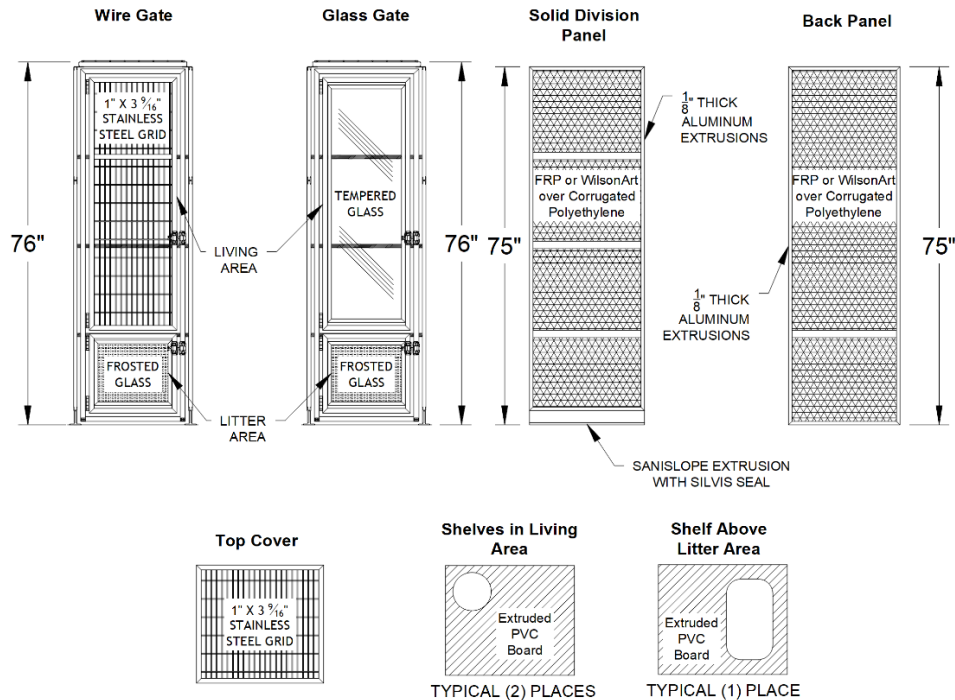 Wire Gate
Glass Gate
Solid Division
Panel
Back Panel
1" X 3 9⁄16"
STAINLESS
STEEL GRID
TEMPERED
GLASS
FROSTED
GLASS
FROSTED
GLASS
76"
76"
LIVING
AREA
LITTER
AREA
75"
FRP or WilsonArt
over Corrugated
Polyethylene
1/8" THICK
ALUMINUM
EXTRUSIONS
FRP or WilsonArt
over Corrugated
Polyethylene
1/8" THICK
ALUMINUM
EXTRUSIONS
75"
SANISLOPE EXTRUSION
WITH SILVIS SEAL
Top Cover
1" X 3 9⁄16"
STAINLESS
STEEL GRID
Shelves in Living
Area
Extruded
PVC
Board
TYPICAL (2) PLACES
Shelf Above
Litter Area
Extruded
PVC
Board
TYPICAL (1) PLACE